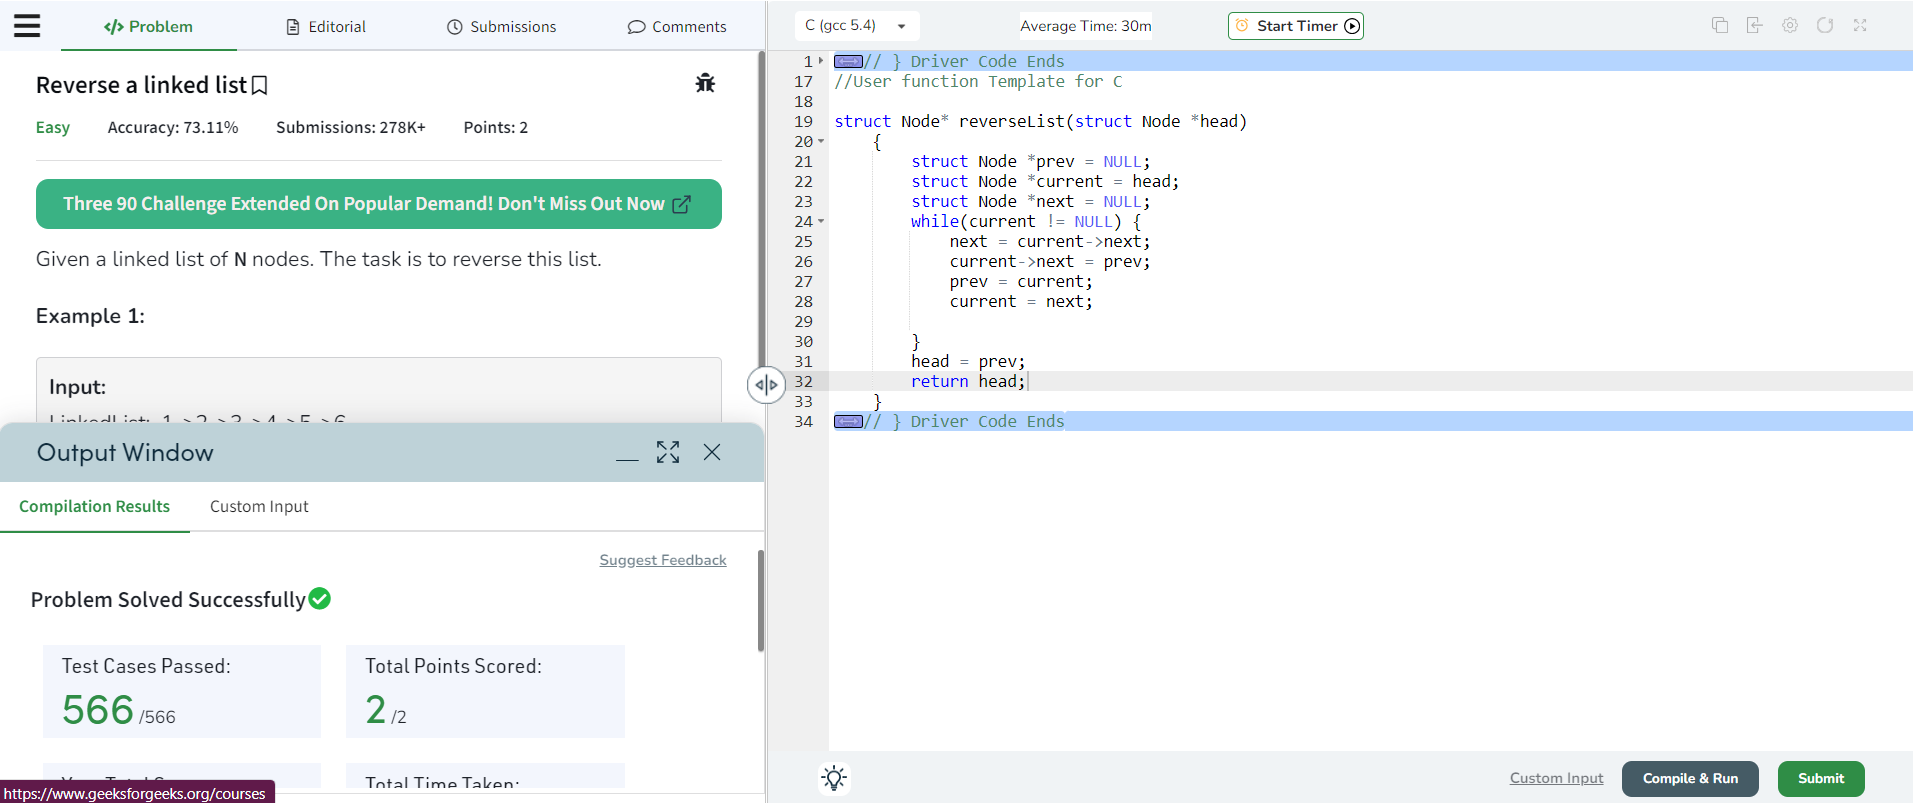 Problem
Editorial
Submissions
Comments
Reverse a linked list
Easy
Accuracy: 73.11%
Submissions: 278K+
Points: 2
Three 90 Challenge Extended On Popular Demand! Don't Miss Out Now
Given a linked list of N nodes. The task is to reverse this list.
Example 1:
Input:
LinkedList: 1->2->3->4->5->6
Output Window
Compilation Results
Custom Input
Suggest Feedback
Problem Solved Successfully
Test Cases Passed:
566 /566
Total Points Scored:
2 /2
Total Time Taken:
https://www.geeksforgeeks.org/courses
C (gcc 5.4)
Average Time: 30m
Start Timer
1 // } Driver Code Ends
17 //User function Template for C
18
19 struct Node* reverseList(struct Node *head)
20 {
21 struct Node *prev = NULL;
22 struct Node *current = head;
23 struct Node *next = NULL;
24 while(current != NULL) {
25 next = current->next;
26 current->next = prev;
27 prev = current;
28 current = next;
29
30 }
31 head = prev;
32 return head;
33 }
34 // } Driver Code Ends
Custom Input
Compile & Run
Submit